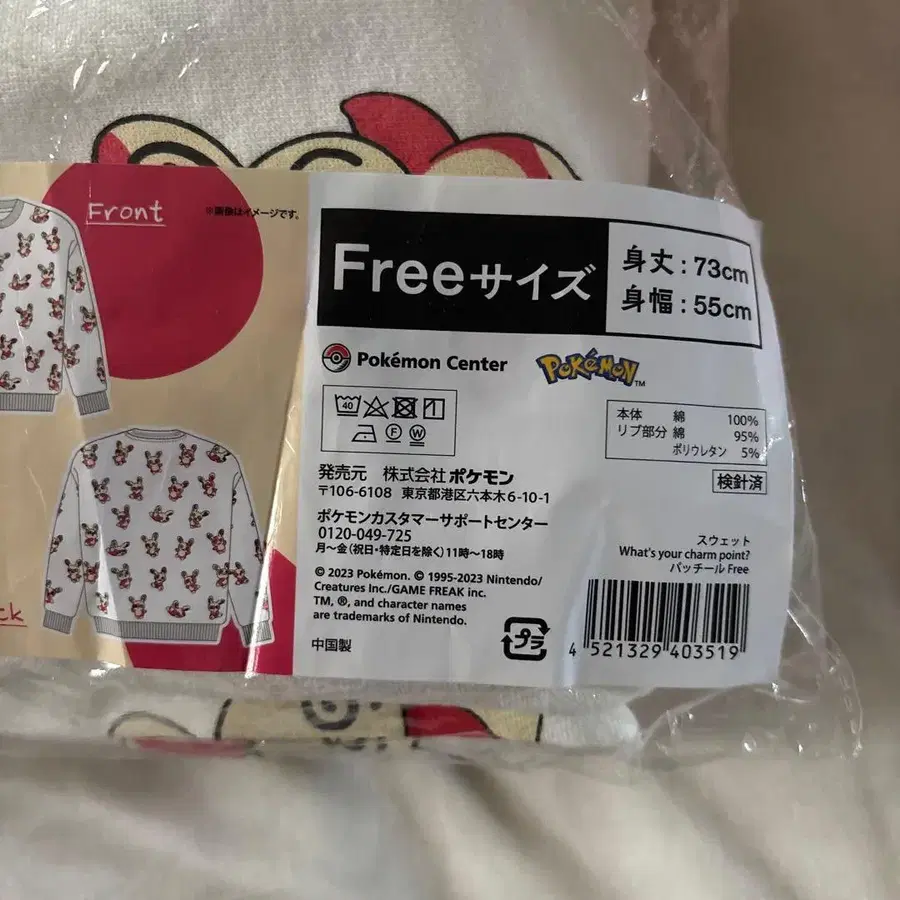 Front
※画像はイメージです。
Freeサイズ
身丈：73cm
身幅：55cm
Pokémon Center
POKÉMON™
40
F
W
本体 綿 100%
リブ部分 綿 95%
ポリウレタン 5%
検針済
発売元 株式会社ポケモン
〒106-6108 東京都港区六本木6-10-1
ポケモンカスタマーサポートセンター
0120-049-725
月～金（祝日・特定日を除く）11時～18時
© 2023 Pokémon. © 1995-2023 Nintendo/
Creatures Inc./GAME FREAK inc.
TM, ®, and character names
are trademarks of Nintendo.
中国製
プラ
スウェット
What's your charm point?
パッチール Free
4 521329 403519